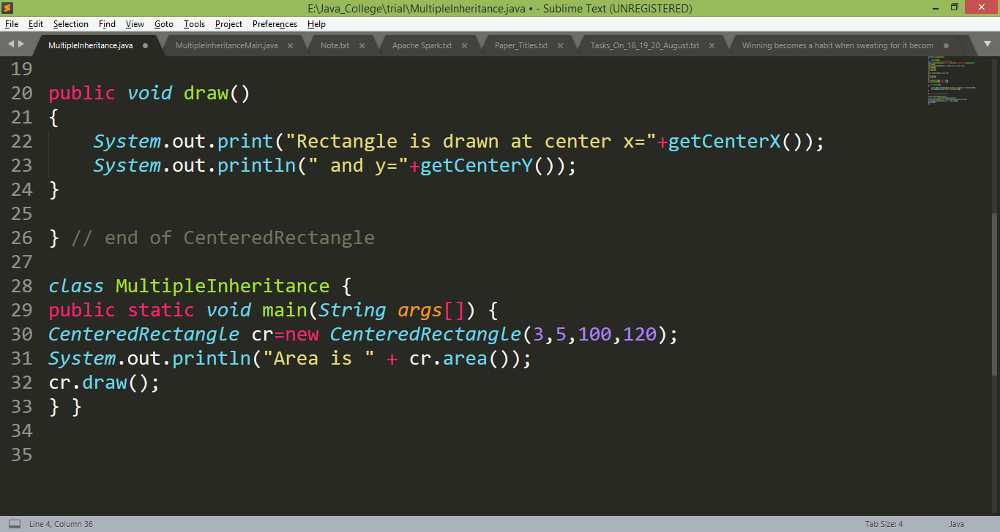 E:\Java_College\trial\MultipleInheritance.java • - Sublime Text (UNREGISTERED)
File Edit Selection Find View Goto Tools Project Preferences Help
MultipleInheritance.java MultipleInheritanceMain.java Note.txt Apache Spark.txt Paper_Titles.txt Tasks_On_18_19_20_August.txt Winning becomes a habit when sweating for it becom
19
20 public void draw()
21 {
22     System.out.print("Rectangle is drawn at center x="+getCenterX());
23     System.out.println(" and y="+getCenterY());
24 }
25
26 } // end of CenteredRectangle
27
28 class MultipleInheritance {
29 public static void main(String args[]) {
30 CenteredRectangle cr=new CenteredRectangle(3,5,100,120);
31 System.out.println("Area is " + cr.area());
32 cr.draw();
33 } }
34
35
Line 4, Column 36 Tab Size: 4 Java